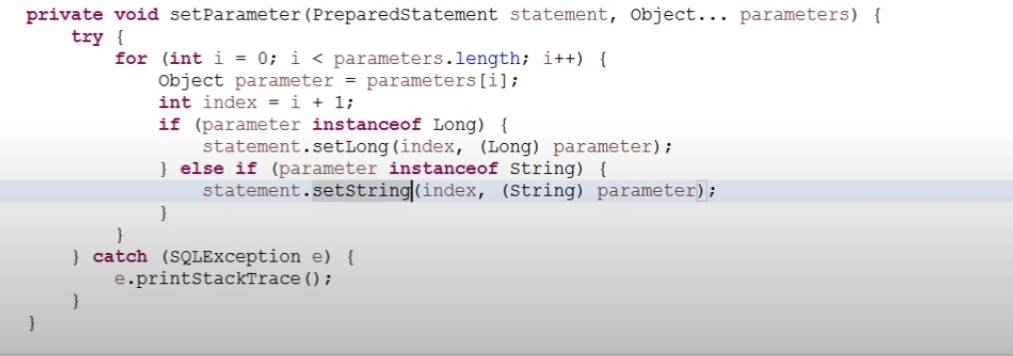 private void setParameter(PreparedStatement statement, Object... parameters) {
    try {
        for (int i = 0; i < parameters.length; i++) {
            Object parameter = parameters[i];
            int index = i + 1;
            if (parameter instanceof Long) {
                statement.setLong(index, (Long) parameter);
            } else if (parameter instanceof String) {
                statement.setString(index, (String) parameter);
            }
        }
    } catch (SQLException e) {
        e.printStackTrace();
    }
}